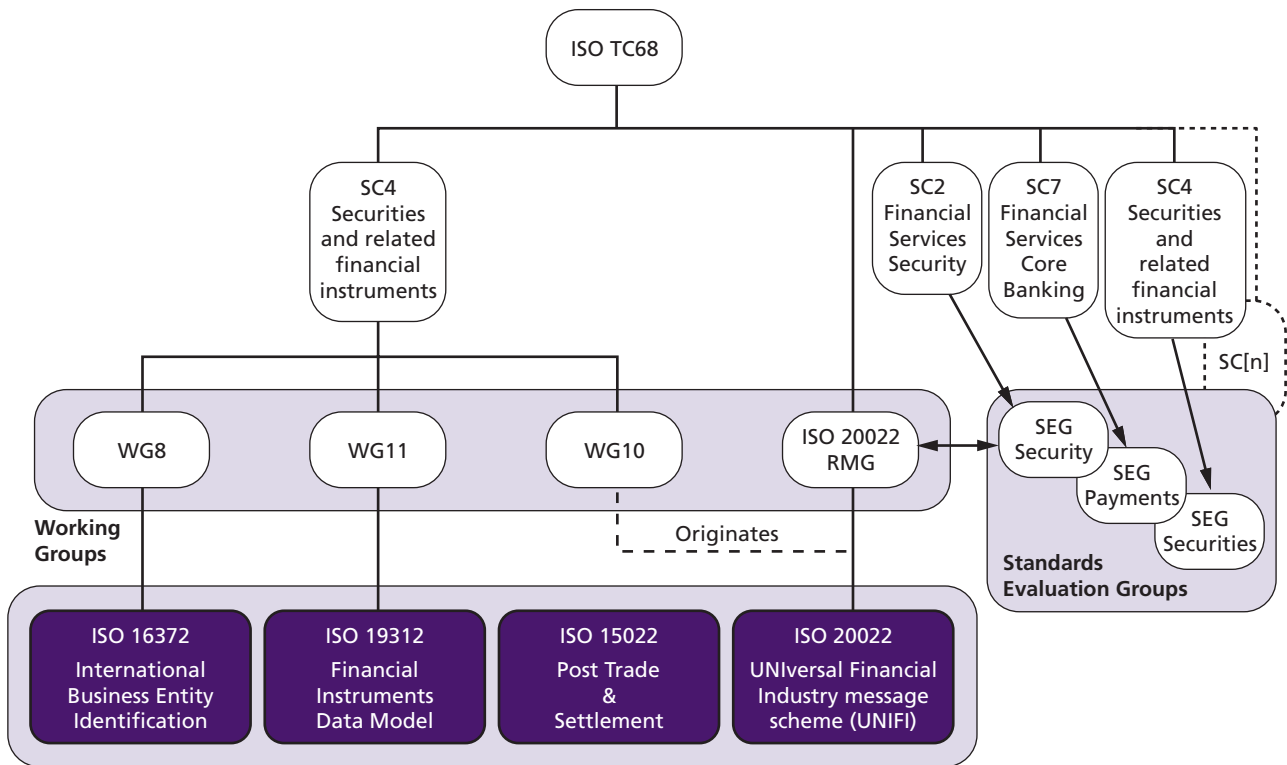 ISO TC68
SC4
Securities
and related
financial
instruments
SC2
Financial
Services
Security
SC7
Financial
Services
Core
Banking
SC4
Securities
and
related
financial
instruments
SC[n]
WG8
WG11
WG10
ISO 20022
RMG
SEG
Security
SEG
Payments
SEG
Securities
Working
Groups
Originates
Standards
Evaluation Groups
ISO 16372
International
Business Entity
Identification
ISO 19312
Financial
Instruments
Data Model
ISO 15022
Post Trade
&
Settlement
ISO 20022
UNIversal Financial
Industry message
scheme (UNIFI)